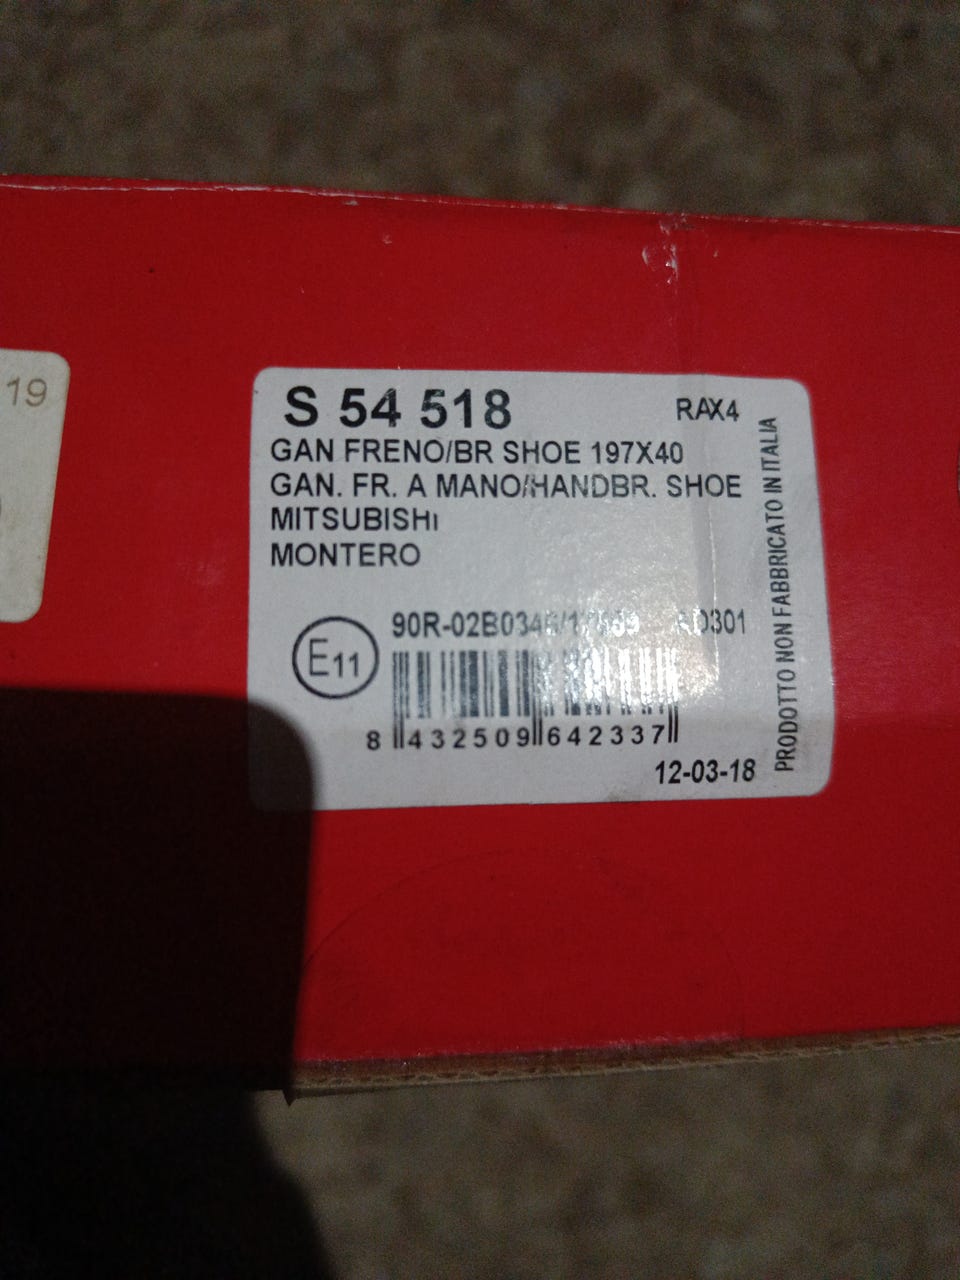 19
S 54 518
RAX4
GAN FRENO/BR SHOE 197X40
GAN. FR. A MANO/HANDBR. SHOE
MITSUBISHI
MONTERO
E11
8 432509 642337
12-03-18
PRODOTTO NON FABBRICATO IN ITALIA